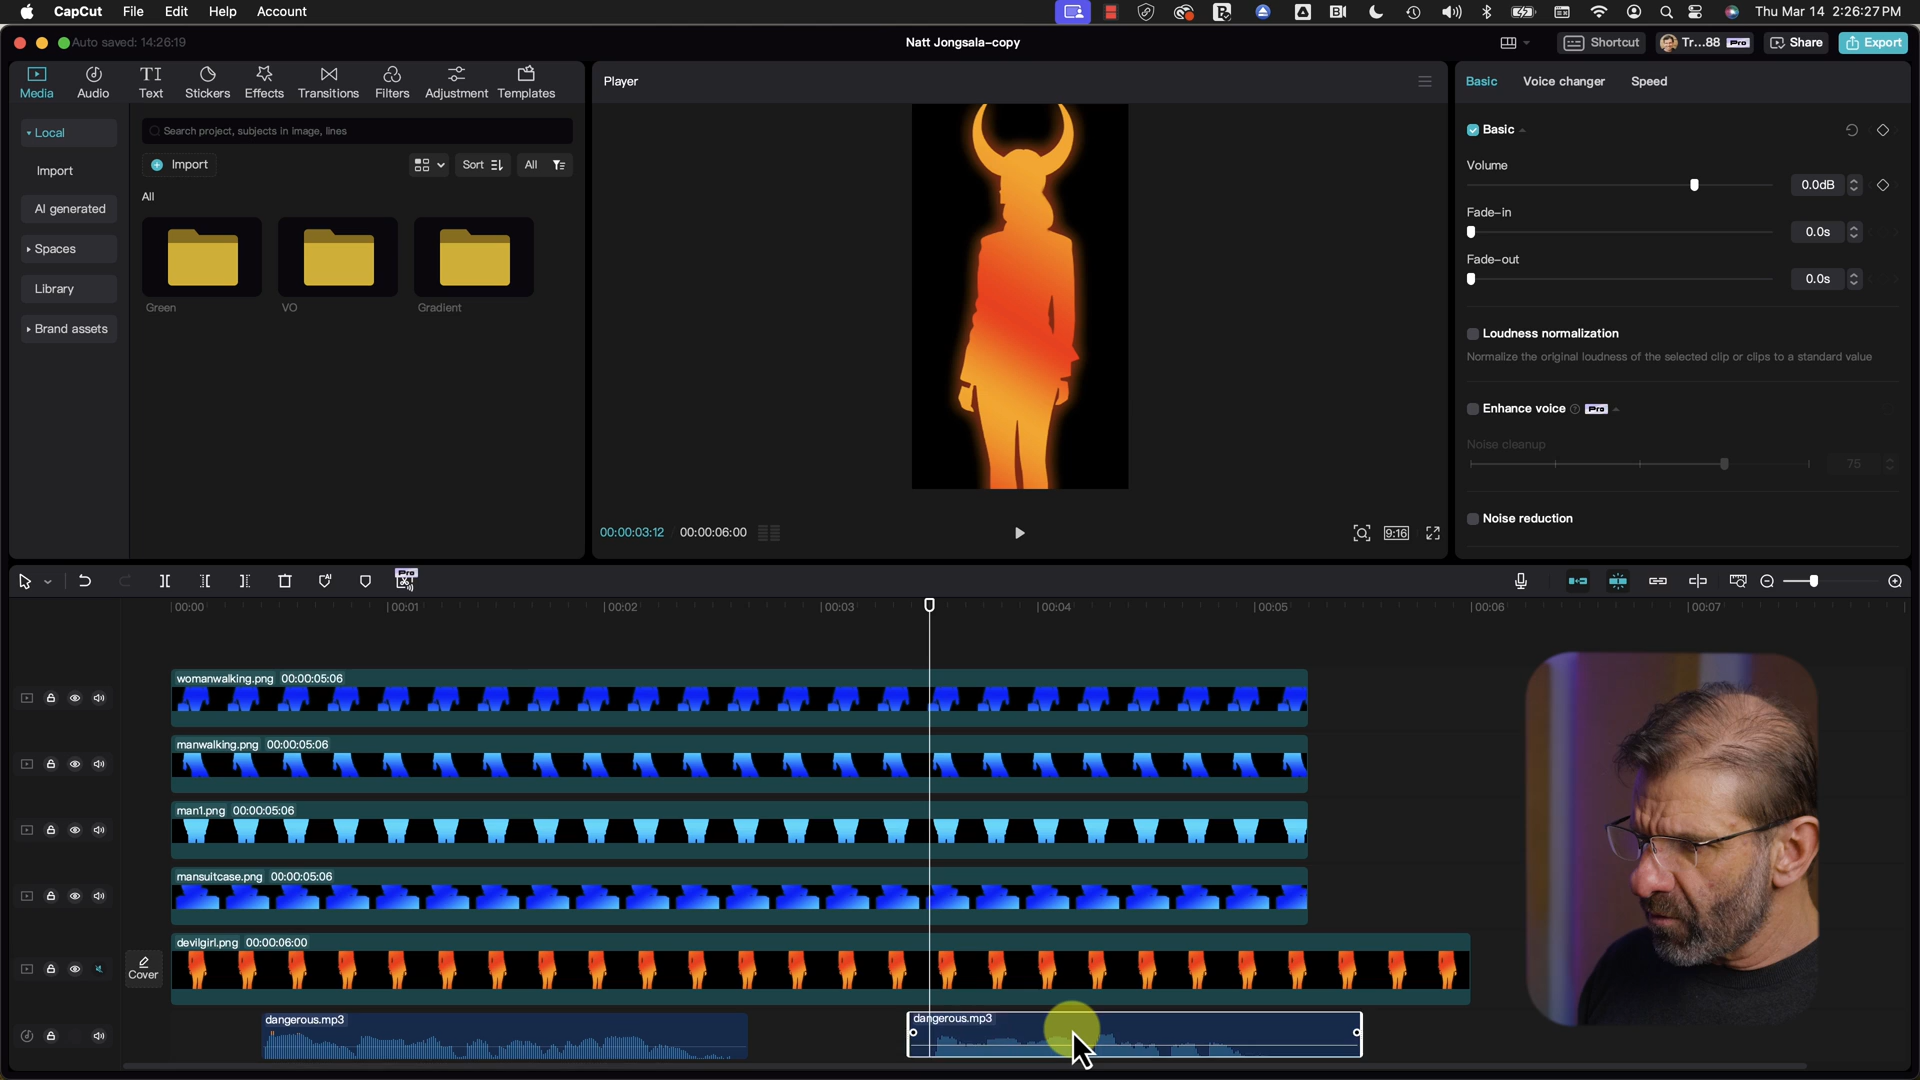 CapCut File Edit Help Account
Thu Mar 14 2:26:27 PM
Auto saved: 14:26:19
Natt Jongsala-copy
Shortcut
Tr...88 Pro
Share
Export
Media
Audio
Text
Stickers
Effects
Transitions
Filters
Adjustment
Templates
Local
Import
AI generated
Spaces
Library
Brand assets
Search project, subjects in image, lines
Import
Sort
All
All
Green
VO
Gradient
Player
00:00:03:12
00:00:06:00
9:16
Basic
Voice changer
Speed
Basic
Volume
0.0dB
Fade-in
0.0s
Fade-out
0.0s
Loudness normalization
Normalize the original loudness of the selected clip or clips to a standard value
Enhance voice Pro
Noise cleanup
75
Noise reduction
Pro
00:00 00:01 00:02 00:03 00:04 00:05 00:06 00:07
womanwalking.png 00:00:05:06
manwalking.png 00:00:05:06
man1.png 00:00:05:06
mansuitcase.png 00:00:05:06
devilgirl.png 00:00:06:00
Cover
dangerous.mp3
dangerous.mp3